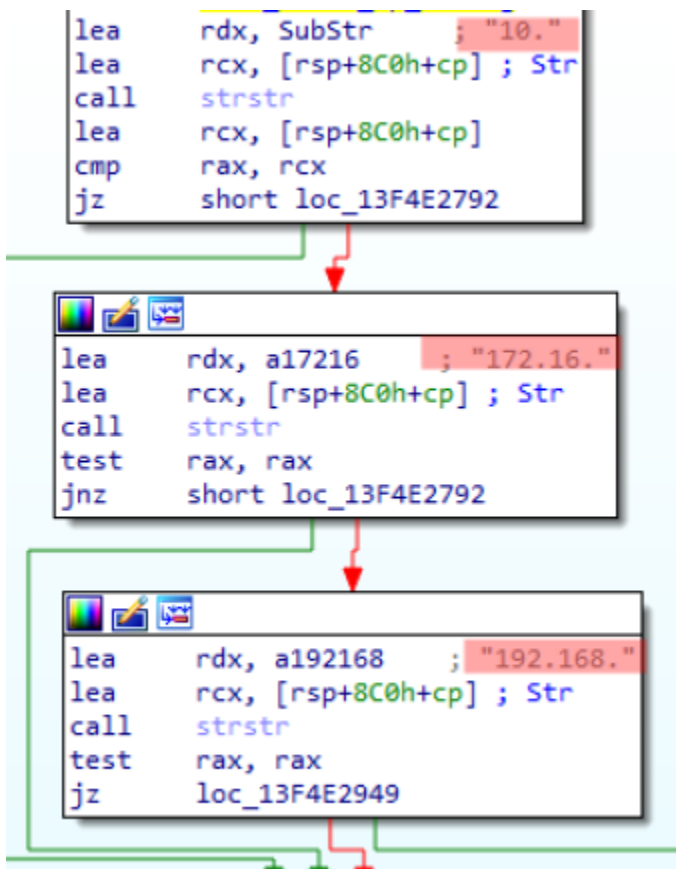 lea rdx, SubStr ; "10."
lea rcx, [rsp+8C0h+cp] ; Str
call strstr
lea rcx, [rsp+8C0h+cp]
cmp rax, rcx
jz short loc_13F4E2792
lea rdx, a17216 ; "172.16."
lea rcx, [rsp+8C0h+cp] ; Str
call strstr
test rax, rax
jnz short loc_13F4E2792
lea rdx, a192168 ; "192.168."
lea rcx, [rsp+8C0h+cp] ; Str
call strstr
test rax, rax
jz loc_13F4E2949